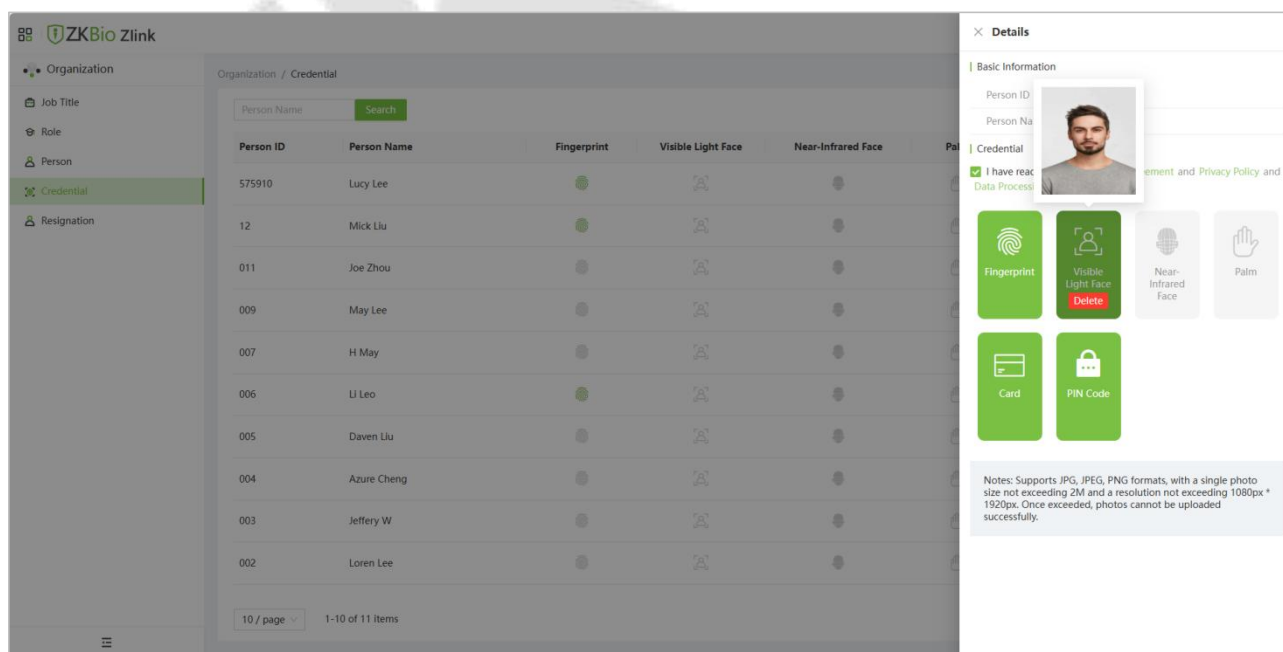 ZKBio Zlink
Organization
Job Title
Role
Person
Credential
Resignation
Organization / Credential
Person Name Search
Person ID Person Name Fingerprint Visible Light Face Near-Infrared Face
575910 Lucy Lee
12 Mick Liu
011 Joe Zhou
009 May Lee
007 H May
006 Li Leo
005 Daven Liu
004 Azure Cheng
003 Jeffery W
002 Loren Lee
10 / page 1-10 of 11 items
Details
Basic Information
Person ID
Person Na
Credential
I have read ement and Privacy Policy and
Data Process
Fingerprint
Visible
Light Face
Delete
Near-
Infrared
Face
Palm
Card
PIN Code
Notes: Supports JPG, JPEG, PNG formats, with a single photo
size not exceeding 2M and a resolution not exceeding 1080px *
1920px. Once exceeded, photos cannot be uploaded
successfully.